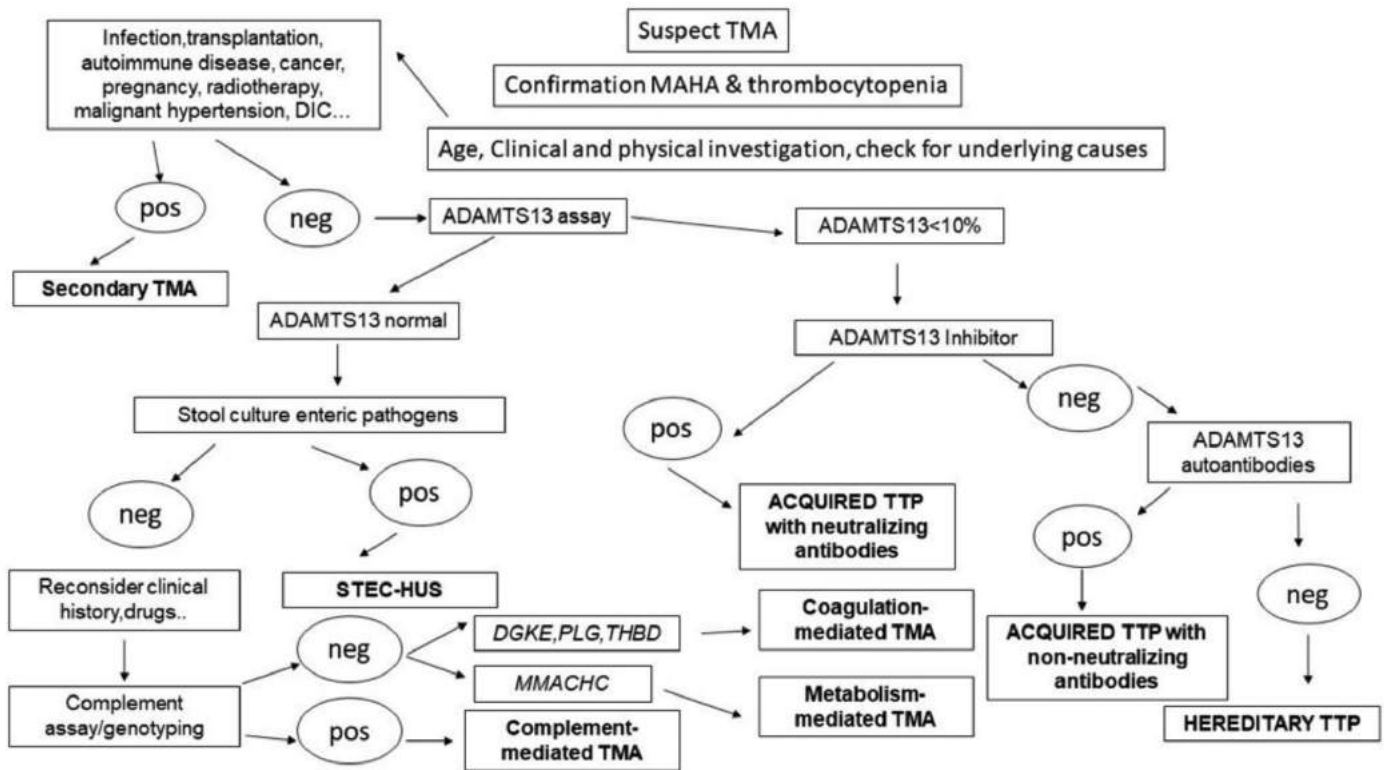 Suspect TMA
Confirmation MAHA & thrombocytopenia
Age, Clinical and physical investigation, check for underlying causes
Infection,transplantation,
autoimmune disease, cancer,
pregnancy, radiotherapy,
malignant hypertension, DIC...
pos
neg
Secondary TMA
ADAMTS13 assay
ADAMTS13<10%
ADAMTS13 normal
ADAMTS13 Inhibitor
Stool culture enteric pathogens
neg
pos
pos
neg
ADAMTS13
autoantibodies
ACQUIRED TTP
with neutralizing
antibodies
pos
neg
Reconsider clinical
history,drugs..
STEC-HUS
Complement
assay/genotyping
neg
pos
DGKE,PLG,THBD
MMACHC
Complement-
mediated TMA
Coagulation-
mediated TMA
Metabolism-
mediated TMA
ACQUIRED TTP with
non-neutralizing
antibodies
HEREDITARY TTP